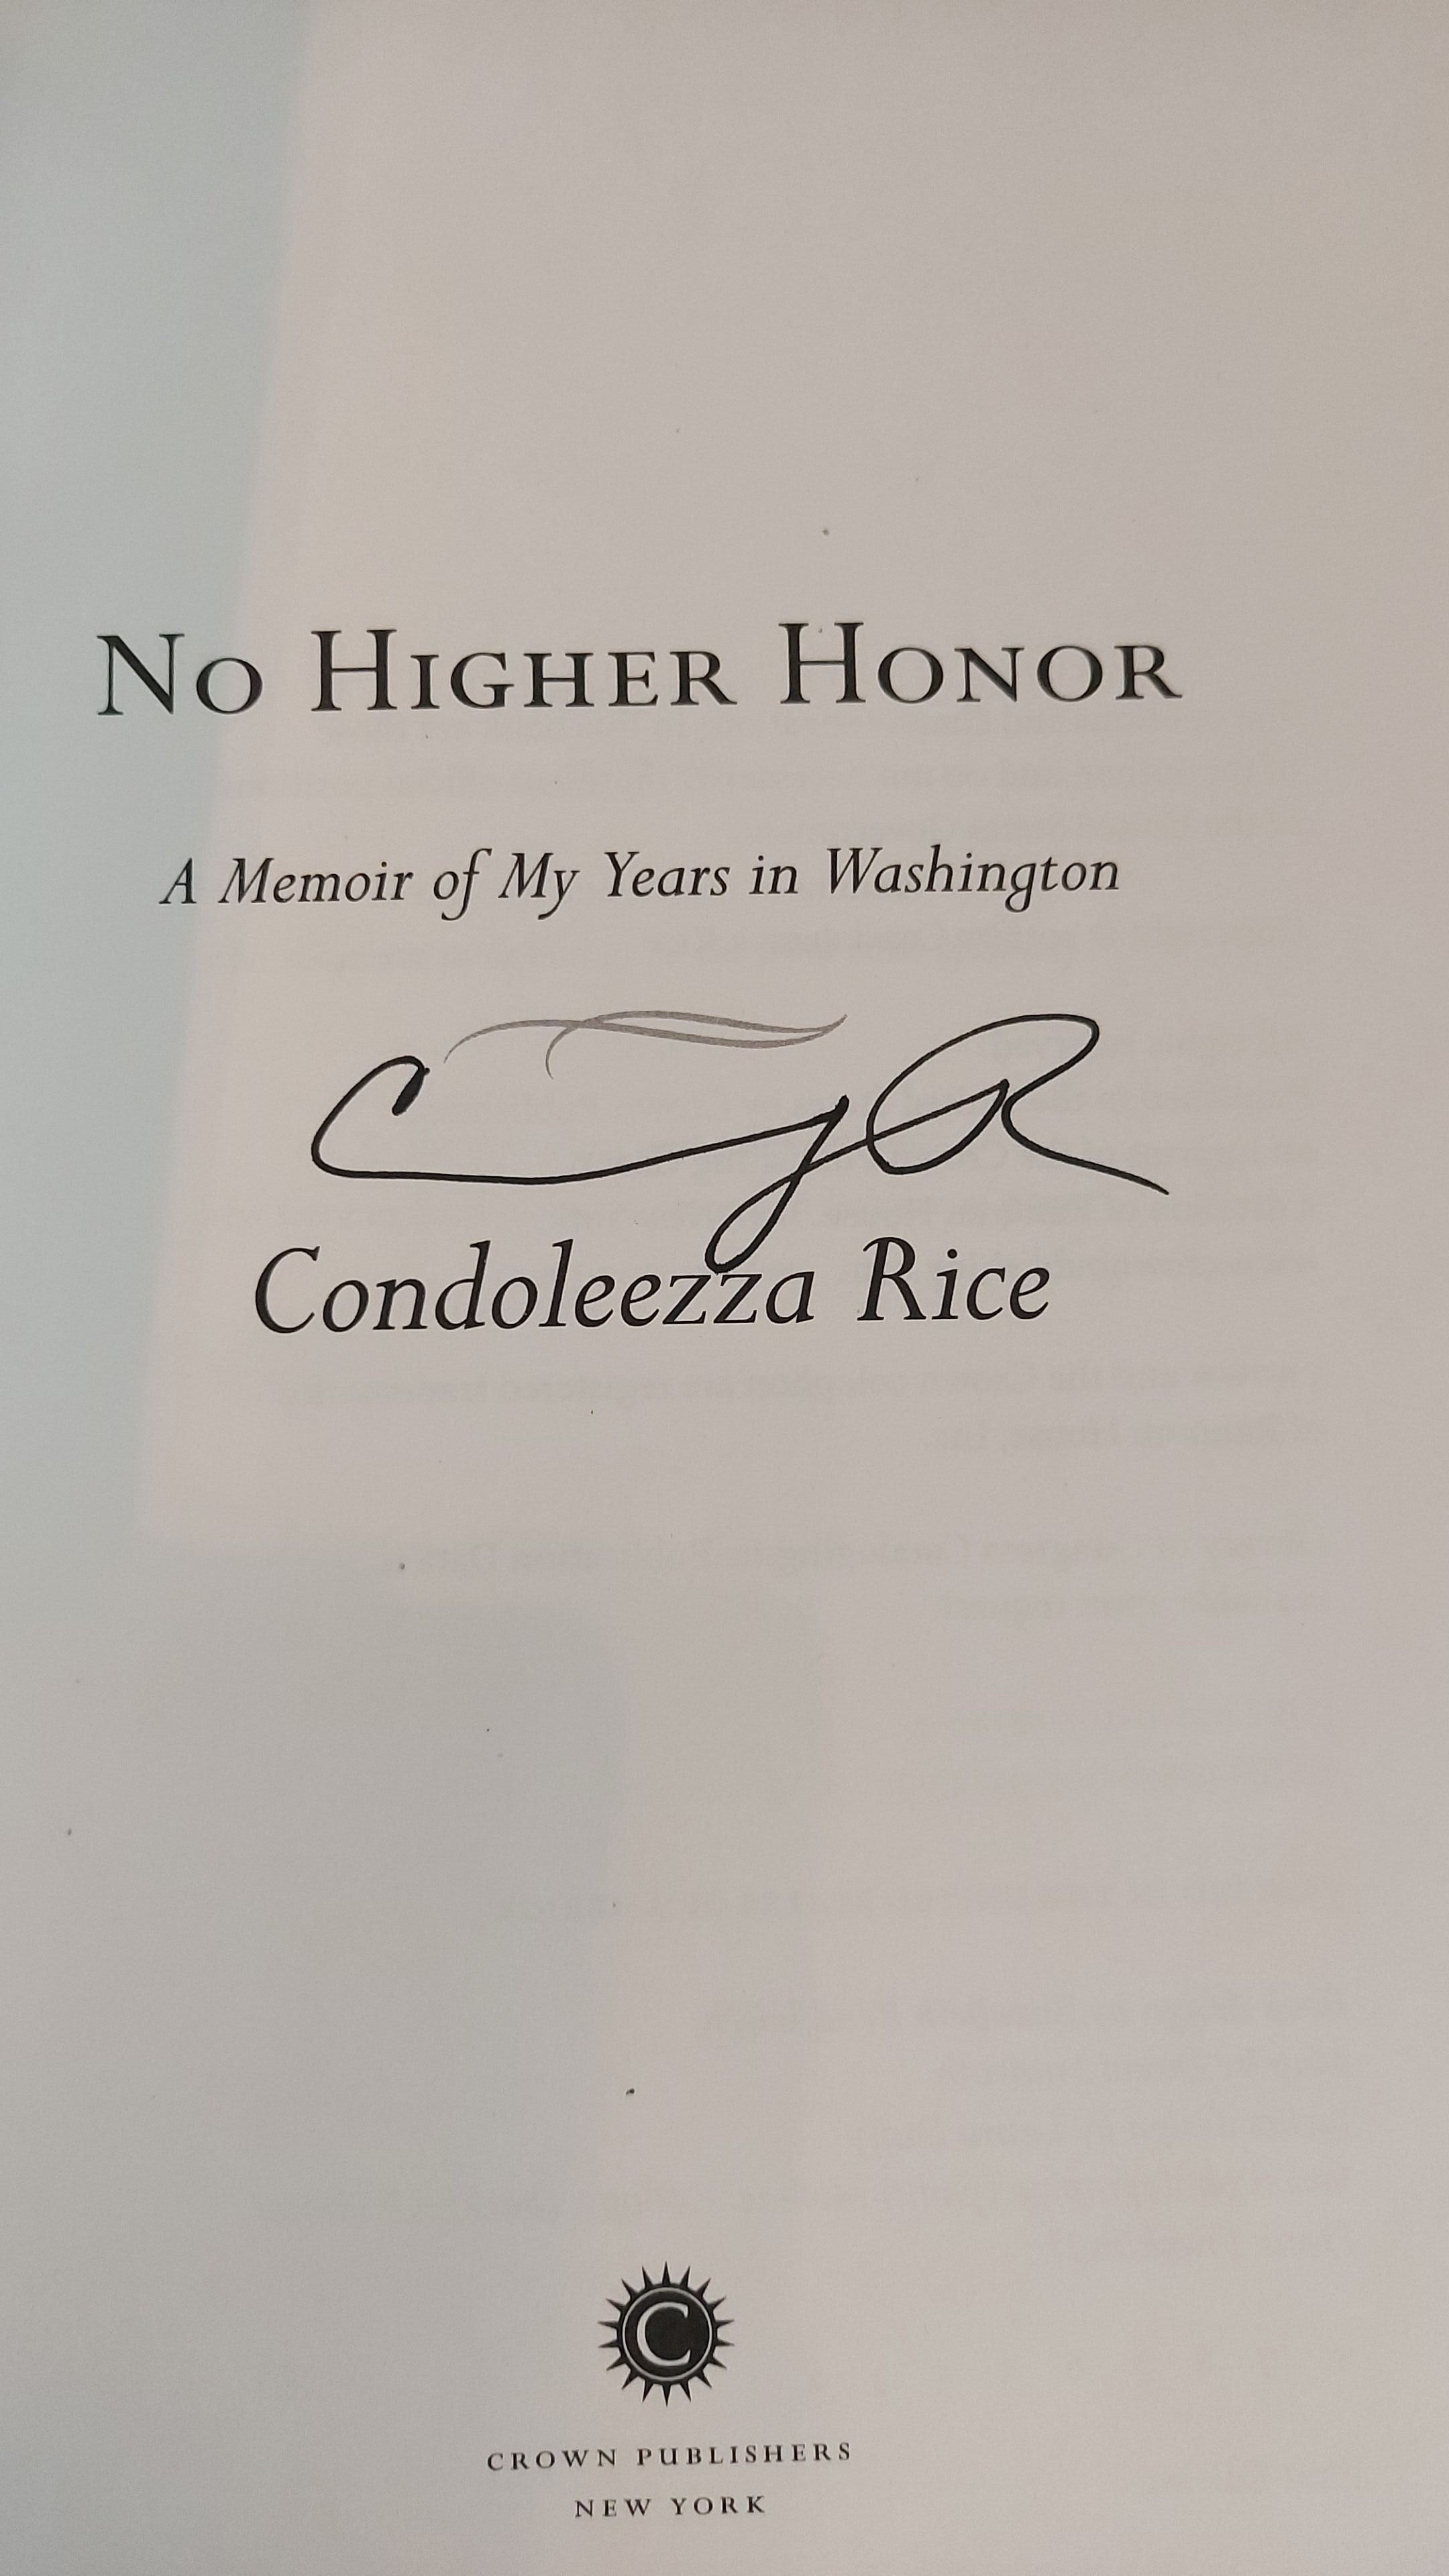 No Higher Honor
A Memoir of My Years in Washington
Condoleezza Rice
C
CROWN PUBLISHERS
NEW YORK